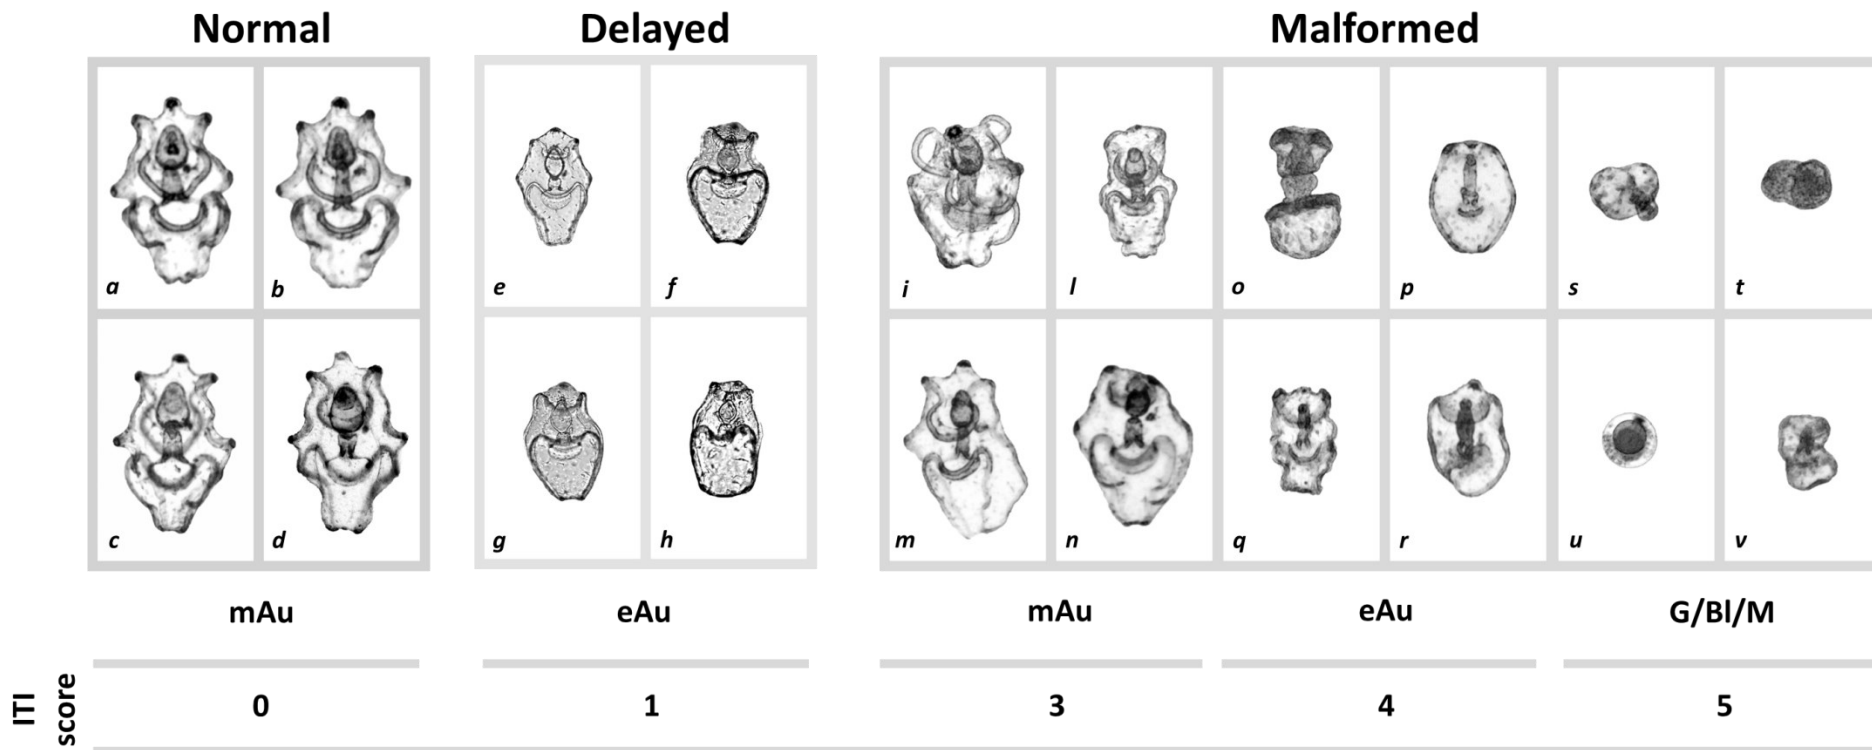 Normal Delayed Malformed
a b e f i l o p s t
c d g h m n q r u v
mAu eAu mAu eAu G/Bl/M
ITI score 0 1 3 4 5